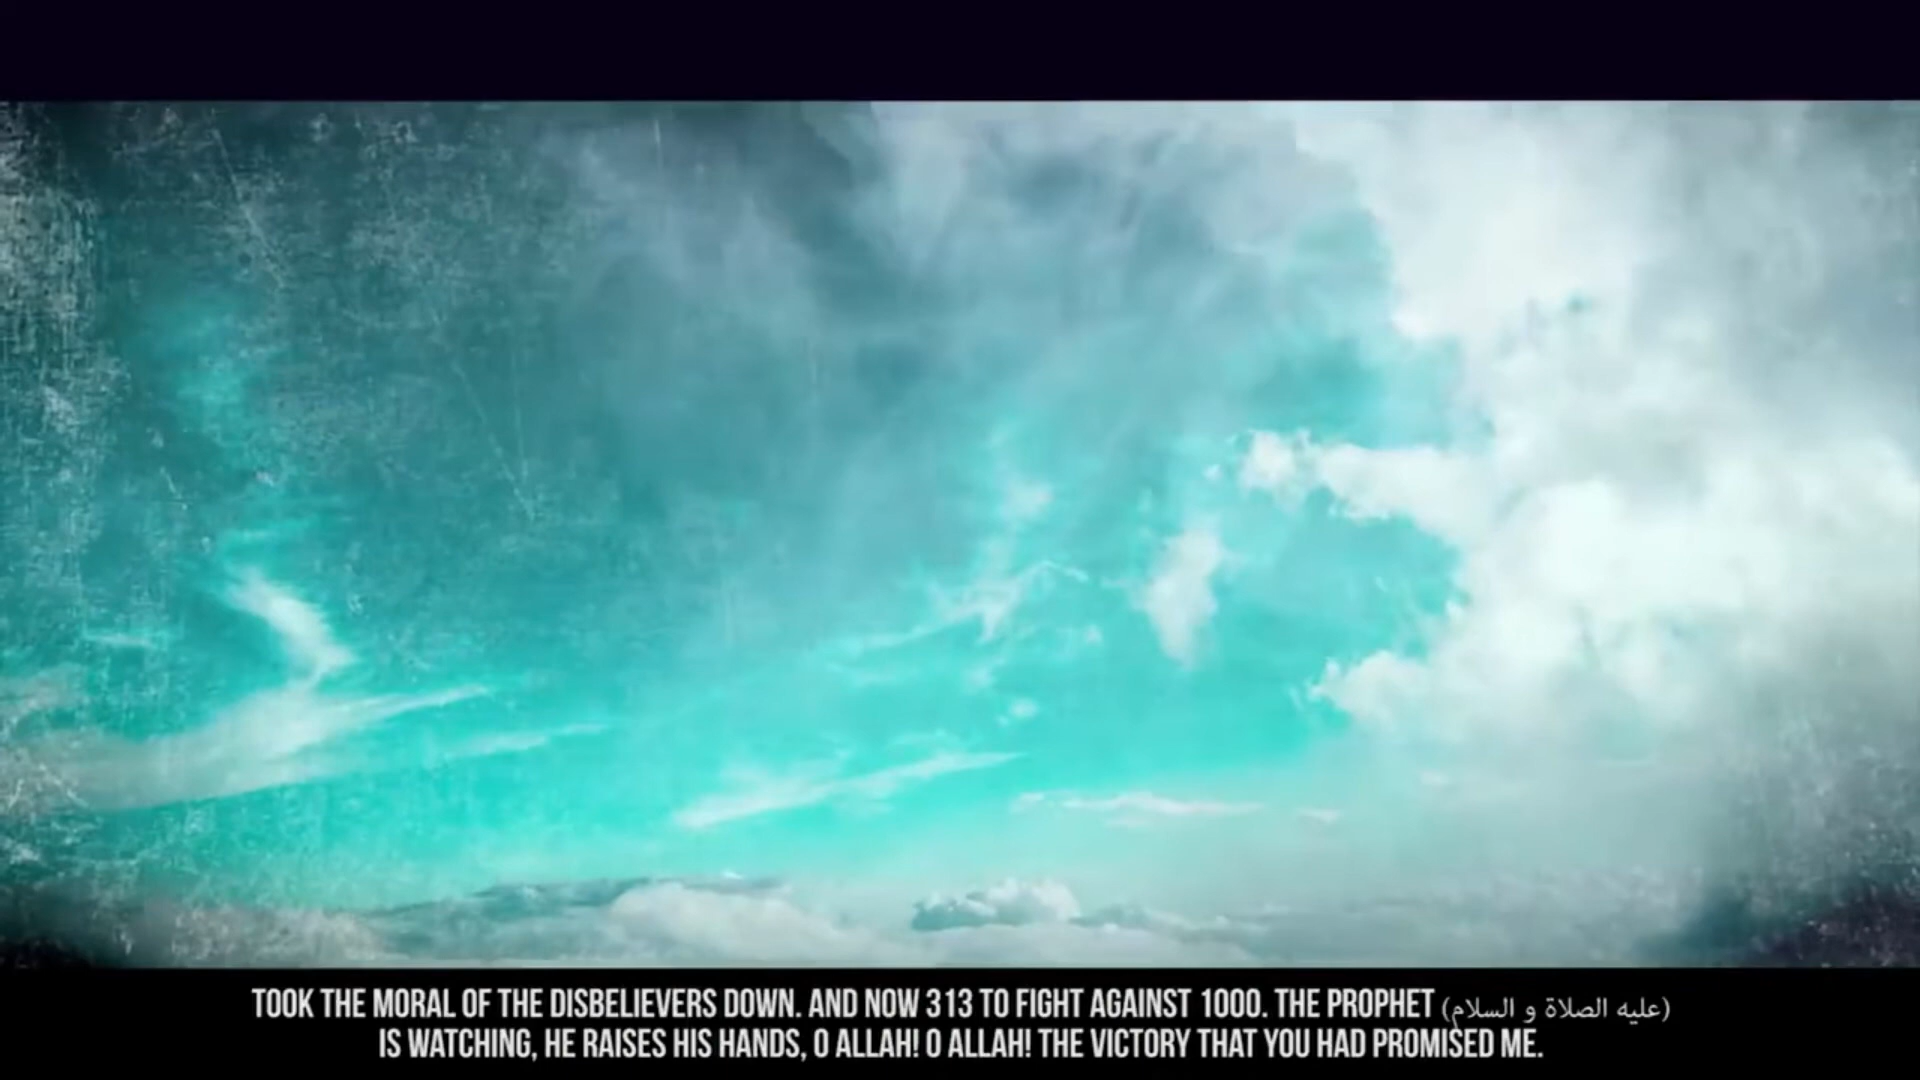 TOOK THE MORAL OF THE DISBELIEVERS DOWN. AND NOW 313 TO FIGHT AGAINST 1000. THE PROPHET (عليه الصلاة و السلام)
IS WATCHING, HE RAISES HIS HANDS, O ALLAH! O ALLAH! THE VICTORY THAT YOU HAD PROMISED ME.